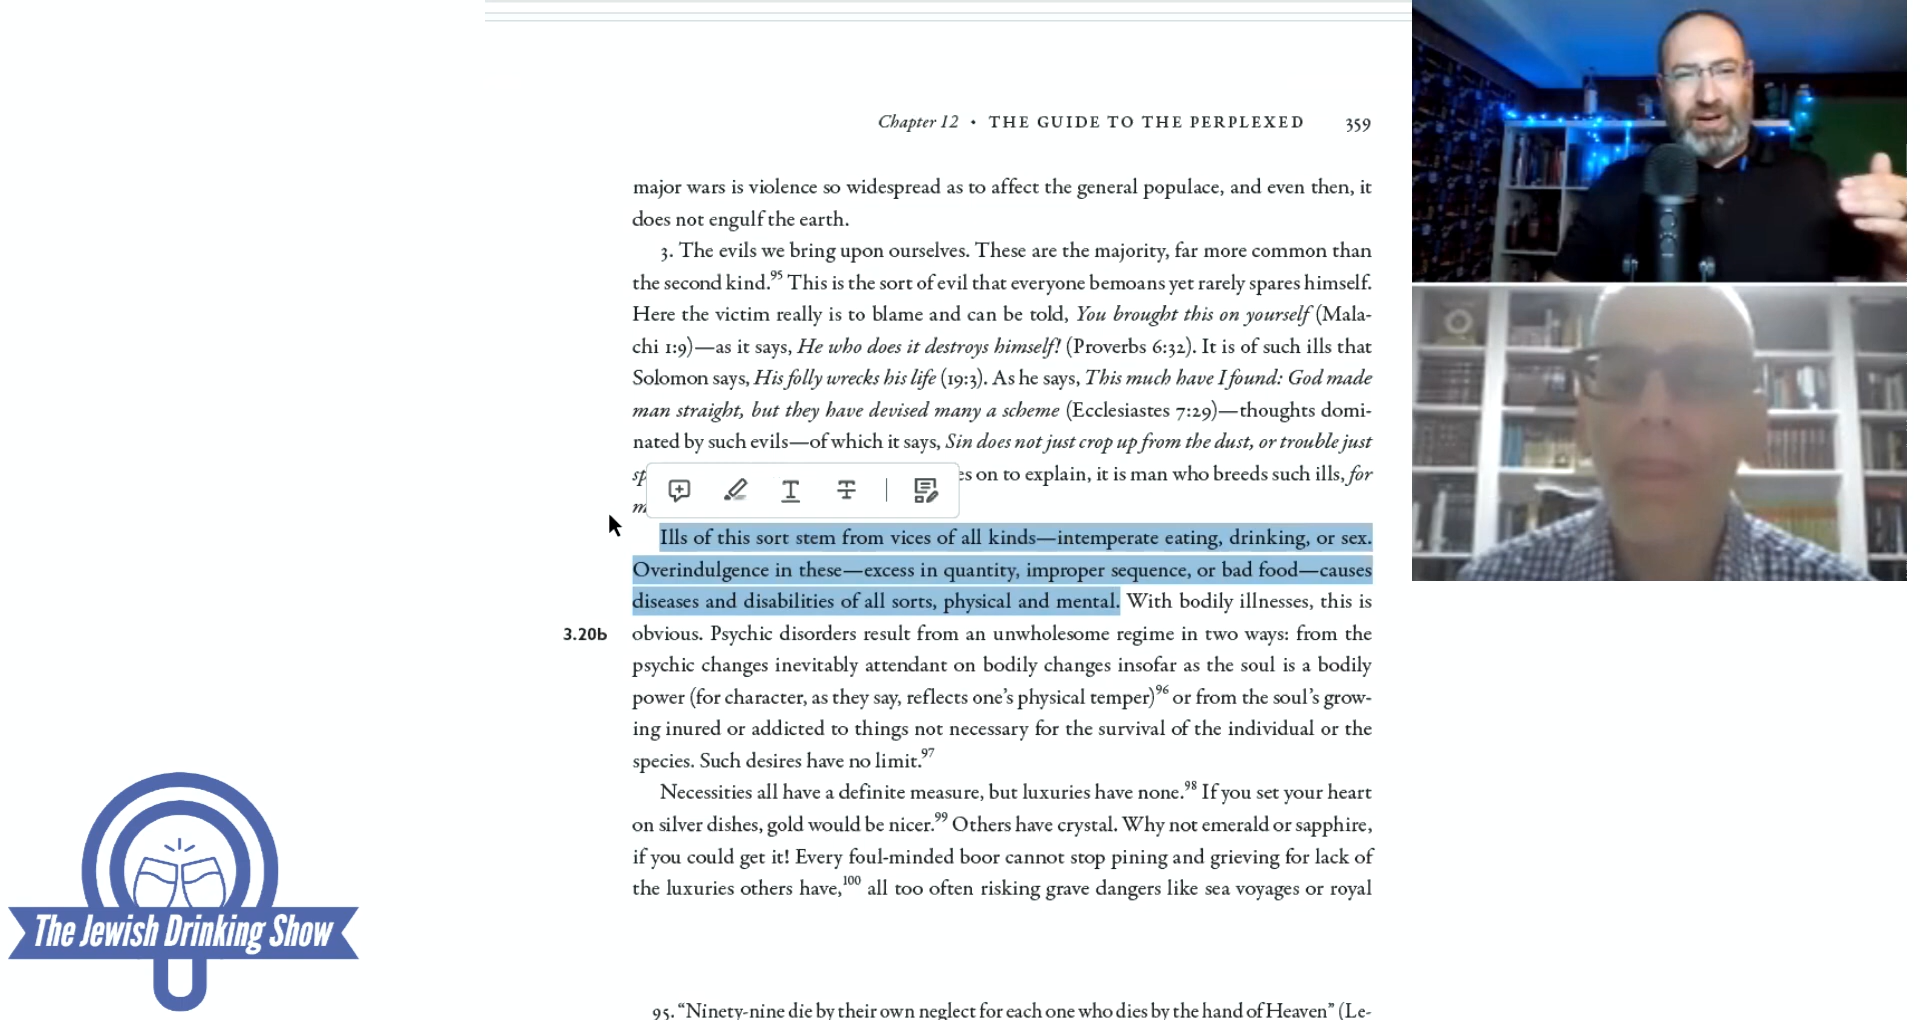 Chapter 12 • THE GUIDE TO THE PERPLEXED 359
major wars is violence so widespread as to affect the general populace, and even then, it
does not engulf the earth.
3. The evils we bring upon ourselves. These are the majority, far more common than
the second kind.95 This is the sort of evil that everyone bemoans yet rarely spares himself.
Here the victim really is to blame and can be told, You brought this on yourself (Mala-
chi 1:9)—as it says, He who does it destroys himself! (Proverbs 6:32). It is of such ills that
Solomon says, His folly wrecks his life (19:3). As he says, This much have I found: God made
man straight, but they have devised many a scheme (Ecclesiastes 7:29)—thoughts domi-
nated by such evils—of which it says, Sin does not just crop up from the dust, or trouble just
sp es on to explain, it is man who breeds such ills, for
m
Ills of this sort stem from vices of all kinds—intemperate eating, drinking, or sex.
Overindulgence in these—excess in quantity, improper sequence, or bad food—causes
diseases and disabilities of all sorts, physical and mental. With bodily illnesses, this is
3.20b obvious. Psychic disorders result from an unwholesome regime in two ways: from the
psychic changes inevitably attendant on bodily changes insofar as the soul is a bodily
power (for character, as they say, reflects one's physical temper)96 or from the soul's grow-
ing inured or addicted to things not necessary for the survival of the individual or the
species. Such desires have no limit.97
Necessities all have a definite measure, but luxuries have none.98 If you set your heart
on silver dishes, gold would be nicer.99 Others have crystal. Why not emerald or sapphire,
if you could get it! Every foul-minded boor cannot stop pining and grieving for lack of
the luxuries others have,100 all too often risking grave dangers like sea voyages or royal
The Jewish Drinking Show
95. “Ninety-nine die by their own neglect for each one who dies by the hand of Heaven” (Le-